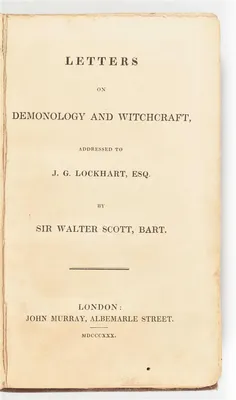 LETTERS
ON
DEMONOLOGY AND WITCHCRAFT,
ADDRESSED TO
J. G. LOCKHART, ESQ.
BY
SIR WALTER SCOTT, BART.
LONDON:
JOHN MURRAY, ALBEMARLE STREET.
MDCCCXXX.